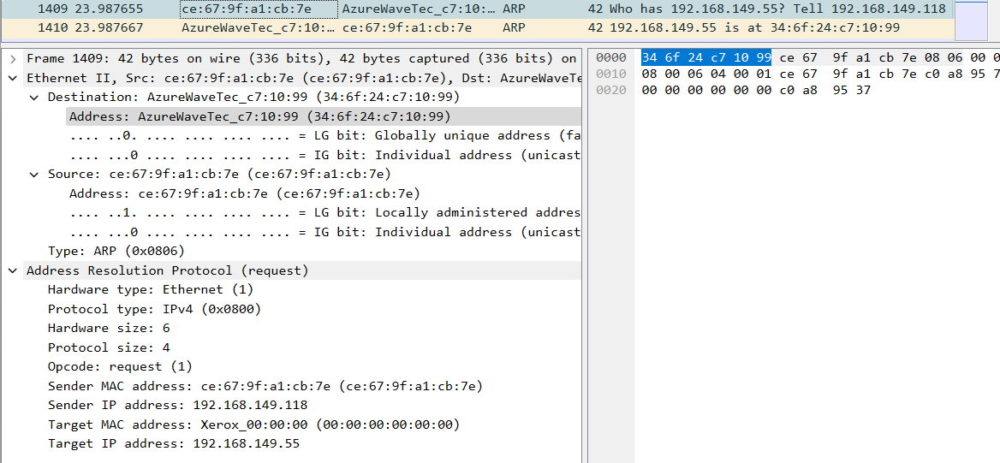 1409 23.987655 ce:67:9f:a1:cb:7e AzureWaveTec_c7:10:… ARP 42 Who has 192.168.149.55? Tell 192.168.149.118
1410 23.987667 AzureWaveTec_c7:10:… ce:67:9f:a1:cb:7e ARP 42 192.168.149.55 is at 34:6f:24:c7:10:99
Frame 1409: 42 bytes on wire (336 bits), 42 bytes captured (336 bits) on
Ethernet II, Src: ce:67:9f:a1:cb:7e (ce:67:9f:a1:cb:7e), Dst: AzureWaveTe
Destination: AzureWaveTec_c7:10:99 (34:6f:24:c7:10:99)
Address: AzureWaveTec_c7:10:99 (34:6f:24:c7:10:99)
.... ..0. .... .... .... .... = LG bit: Globally unique address (fa
.... ...0 .... .... .... .... = IG bit: Individual address (unicast
Source: ce:67:9f:a1:cb:7e (ce:67:9f:a1:cb:7e)
Address: ce:67:9f:a1:cb:7e (ce:67:9f:a1:cb:7e)
.... ..1. .... .... .... .... = LG bit: Locally administered addres
.... ...0 .... .... .... .... = IG bit: Individual address (unicast
Type: ARP (0x0806)
Address Resolution Protocol (request)
Hardware type: Ethernet (1)
Protocol type: IPv4 (0x0800)
Hardware size: 6
Protocol size: 4
Opcode: request (1)
Sender MAC address: ce:67:9f:a1:cb:7e (ce:67:9f:a1:cb:7e)
Sender IP address: 192.168.149.118
Target MAC address: Xerox_00:00:00 (00:00:00:00:00:00)
Target IP address: 192.168.149.55
0000 34 6f 24 c7 10 99 ce 67 9f a1 cb 7e 08 06 00 0
0010 08 00 06 04 00 01 ce 67 9f a1 cb 7e c0 a8 95 7
0020 00 00 00 00 00 00 c0 a8 95 37